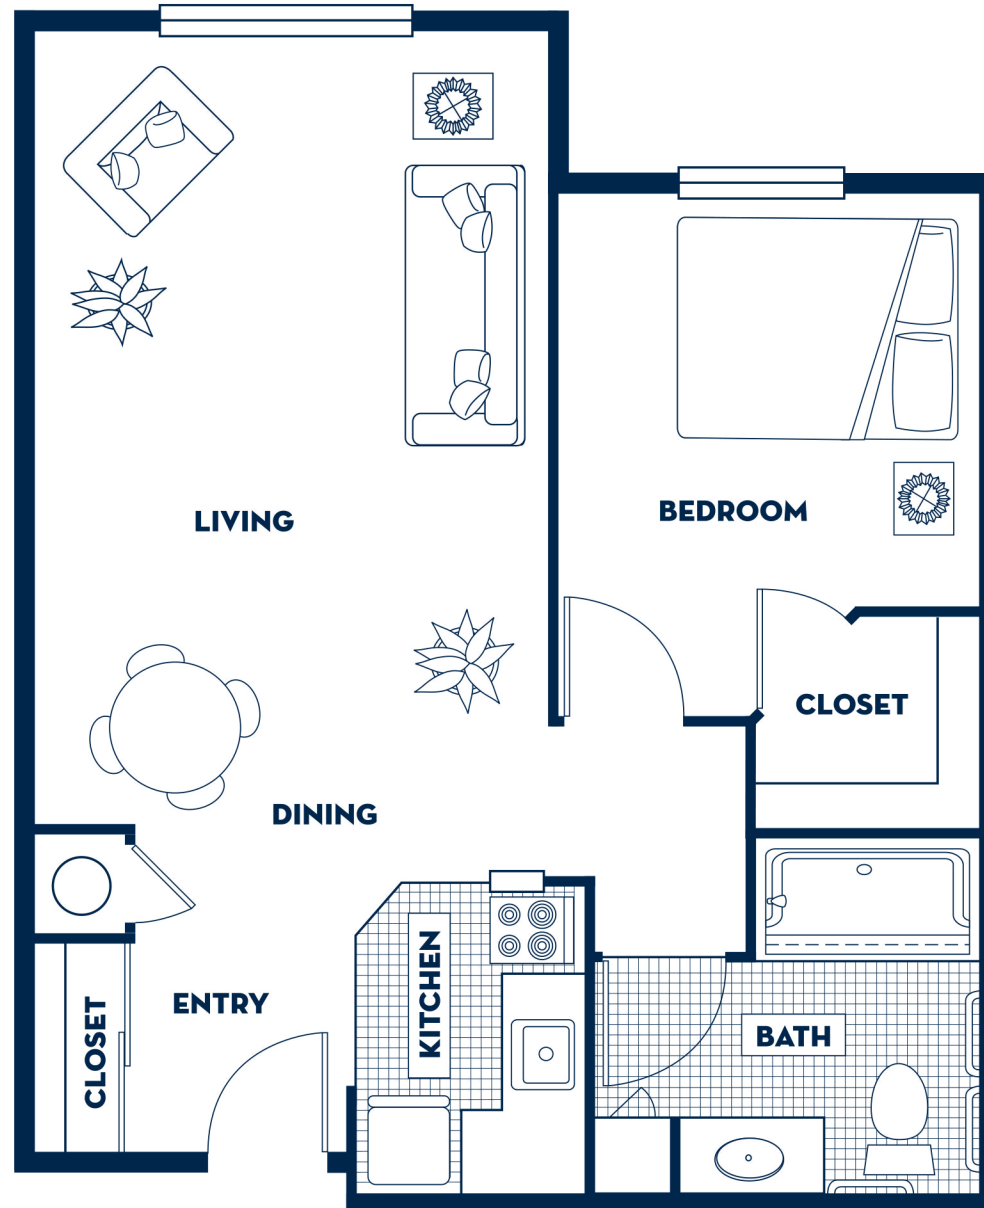 LIVING
BEDROOM
CLOSET
DINING
KITCHEN
ENTRY
CLOSET
BATH